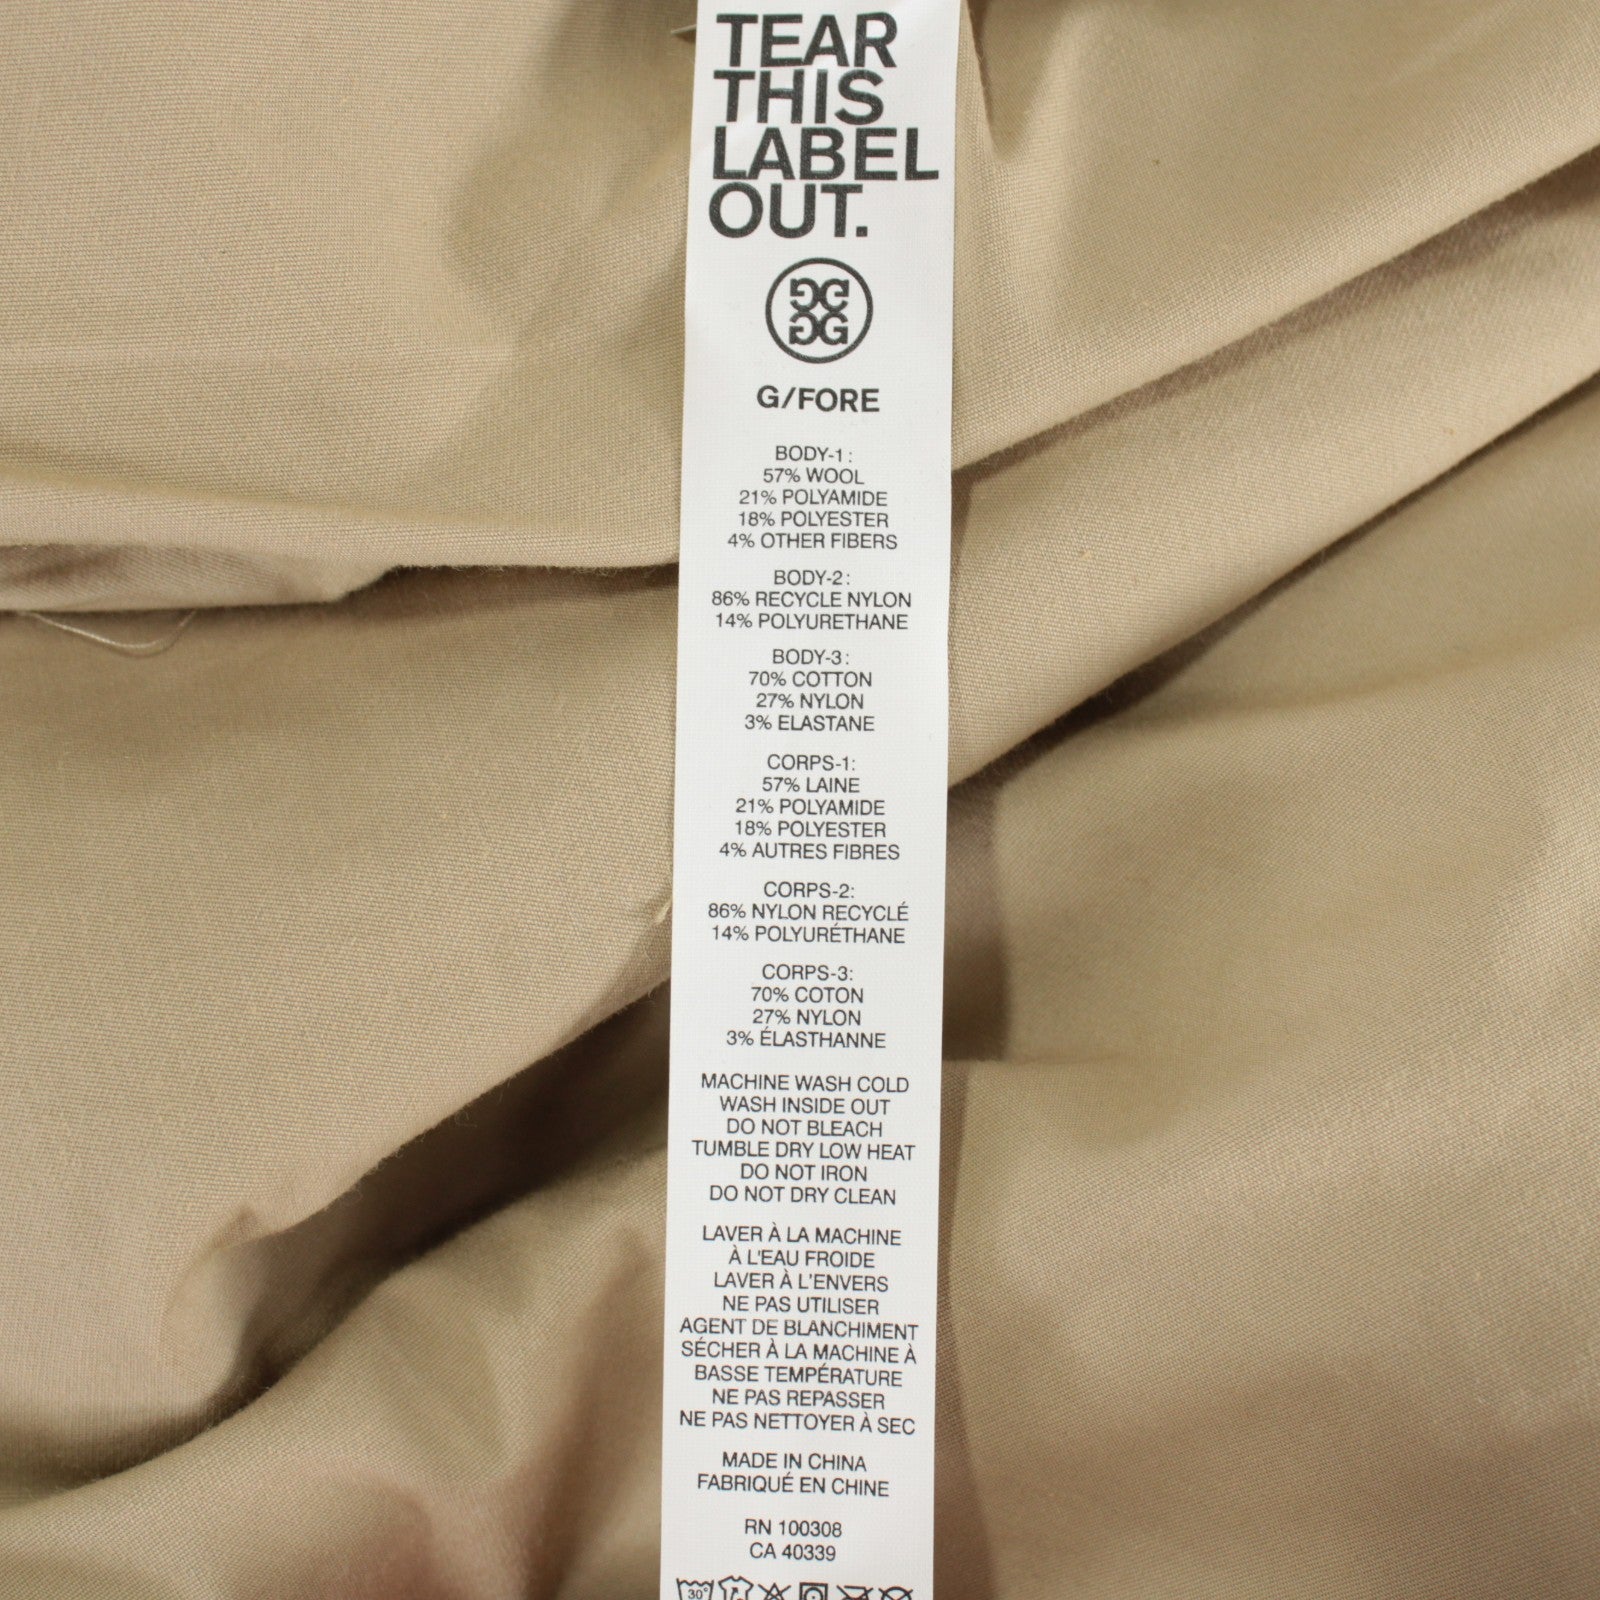 TEAR
THIS
LABEL
OUT.
G/FORE
BODY-1:
57% WOOL
21% POLYAMIDE
18% POLYESTER
4% OTHER FIBERS
BODY-2:
86% RECYCLE NYLON
14% POLYURETHANE
BODY-3:
70% COTTON
27% NYLON
3% ELASTANE
CORPS-1:
57% LAINE
21% POLYAMIDE
18% POLYESTER
4% AUTRES FIBRES
CORPS-2:
86% NYLON RECYCLÉ
14% POLYURÉTHANE
CORPS-3:
70% COTON
27% NYLON
3% ÉLASTHANNE
MACHINE WASH COLD
WASH INSIDE OUT
DO NOT BLEACH
TUMBLE DRY LOW HEAT
DO NOT IRON
DO NOT DRY CLEAN
LAVER À LA MACHINE
À L'EAU FROIDE
LAVER À L'ENVERS
NE PAS UTILISER
AGENT DE BLANCHIMENT
SÉCHER À LA MACHINE À
BASSE TEMPÉRATURE
NE PAS REPASSER
NE PAS NETTOYER À SEC
MADE IN CHINA
FABRIQUÉ EN CHINE
RN 100308
CA 40339
30°